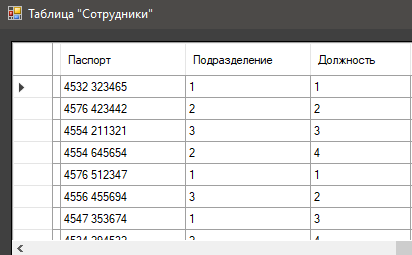 Таблица "Сотрудники"
Паспорт Подразделение Должность
4532 323465 1 1
4576 423442 2 2
4554 211321 3 3
4554 645654 2 4
4576 512347 1 1
4556 455694 3 2
4547 353674 1 3